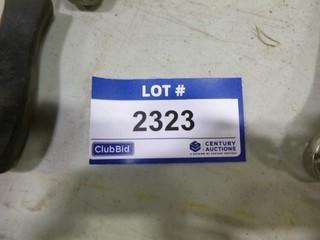 LOT #
2323
ClubBid
CENTURY
AUCTIONS